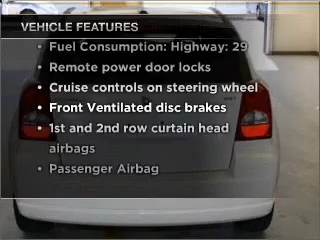 VEHICLE FEATURES
• Fuel Consumption: Highway: 29
• Remote power door locks
• Cruise controls on steering wheel
• Front Ventilated disc brakes
• 1st and 2nd row curtain head
airbags
• Passenger Airbag